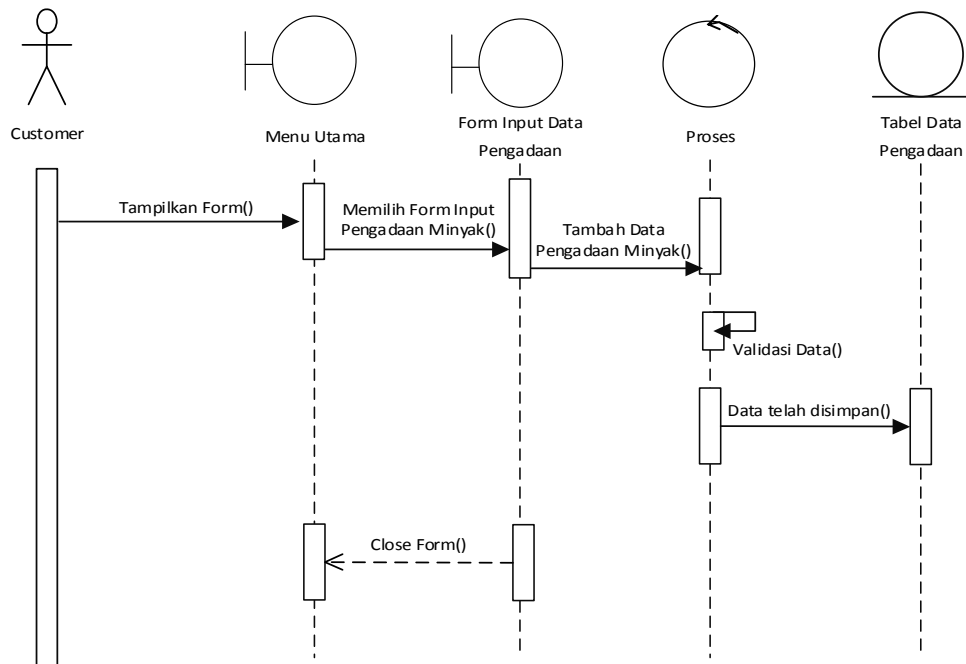 Customer
Menu Utama
Form Input Data
Pengadaan
Proses
Tabel Data
Pengadaan
Tampilkan Form()
Memilih Form Input
Pengadaan Minyak()
Tambah Data
Pengadaan Minyak()
Validasi Data()
Data telah disimpan()
Close Form()